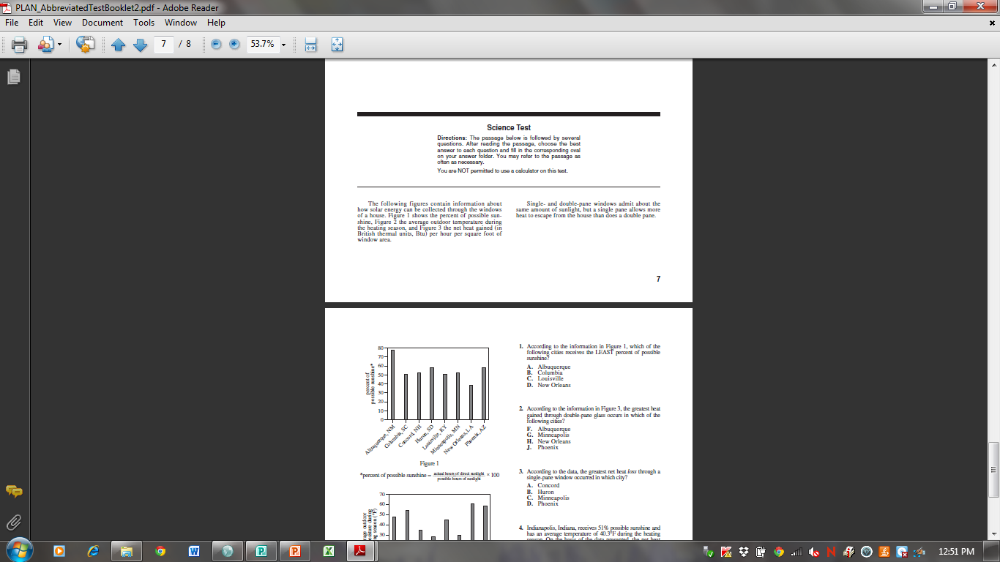 PLAN_AbbreviatedTestBooklet2.pdf - Adobe Reader
File Edit View Document Tools Window Help
7 / 8 53.7%
Science Test
Directions: The passage below is followed by several
questions. After reading the passage, choose the best
answer to each question and fill in the corresponding oval
on your answer folder. You may refer to the passage as
often as necessary.
You are NOT permitted to use a calculator on this test.
The following figures contain information about
how solar energy can be collected through the windows
of a house. Figure 1 shows the percent of possible sun-
shine, Figure 2 the average outdoor temperature during
the heating season, and Figure 3 the net heat gained (in
British thermal units, Btu) per hour per square foot of
window area.
Single- and double-pane windows admit about the
same amount of sunlight, but a single pane allows more
heat to escape from the house than does a double pane.
7
percent of
possible sunshine*
80
70
60
50
40
30
20
10
0
Albuquerque, NM
Columbia, SC
Concord, NH
Huron, SD
Louisville, KY
Minneapolis, MN
New Orleans, LA
Phoenix, AZ
Figure 1
*percent of possible sunshine = actual hours of direct sunlight / possible hours of sunlight × 100
70
60
50
40
30
1. According to the information in Figure 1, which of the
following cities receives the LEAST percent of possible
sunshine?
A. Albuquerque
B. Columbia
C. Louisville
D. New Orleans
2. According to the information in Figure 3, the greatest heat
gained through double-pane glass occurs in which of the
following cities?
F. Albuquerque
G. Minneapolis
H. New Orleans
J. Phoenix
3. According to the data, the greatest net heat loss through a
single-pane window occurred in which city?
A. Concord
B. Huron
C. Minneapolis
D. Phoenix
4. Indianapolis, Indiana, receives 51% possible sunshine and
has an average temperature of 40.3°F during the heating
season. On the basis of the data presented, the net heat
12:51 PM